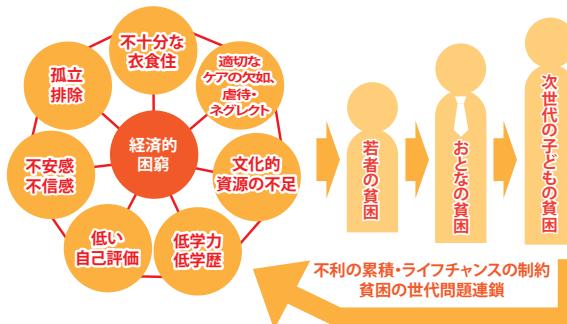 不十分な
衣食住
適切な
ケアの欠如、
虐待・
ネグレクト
文化的
資源の不足
低学力
低学歴
低い
自己評価
不安感
不信感
孤立
排除
経済的
困窮
若者の貧困
おとなの貧困
次世代の子どもの貧困
不利の累積・ライフチャンスの制約
貧困の世代問題連鎖